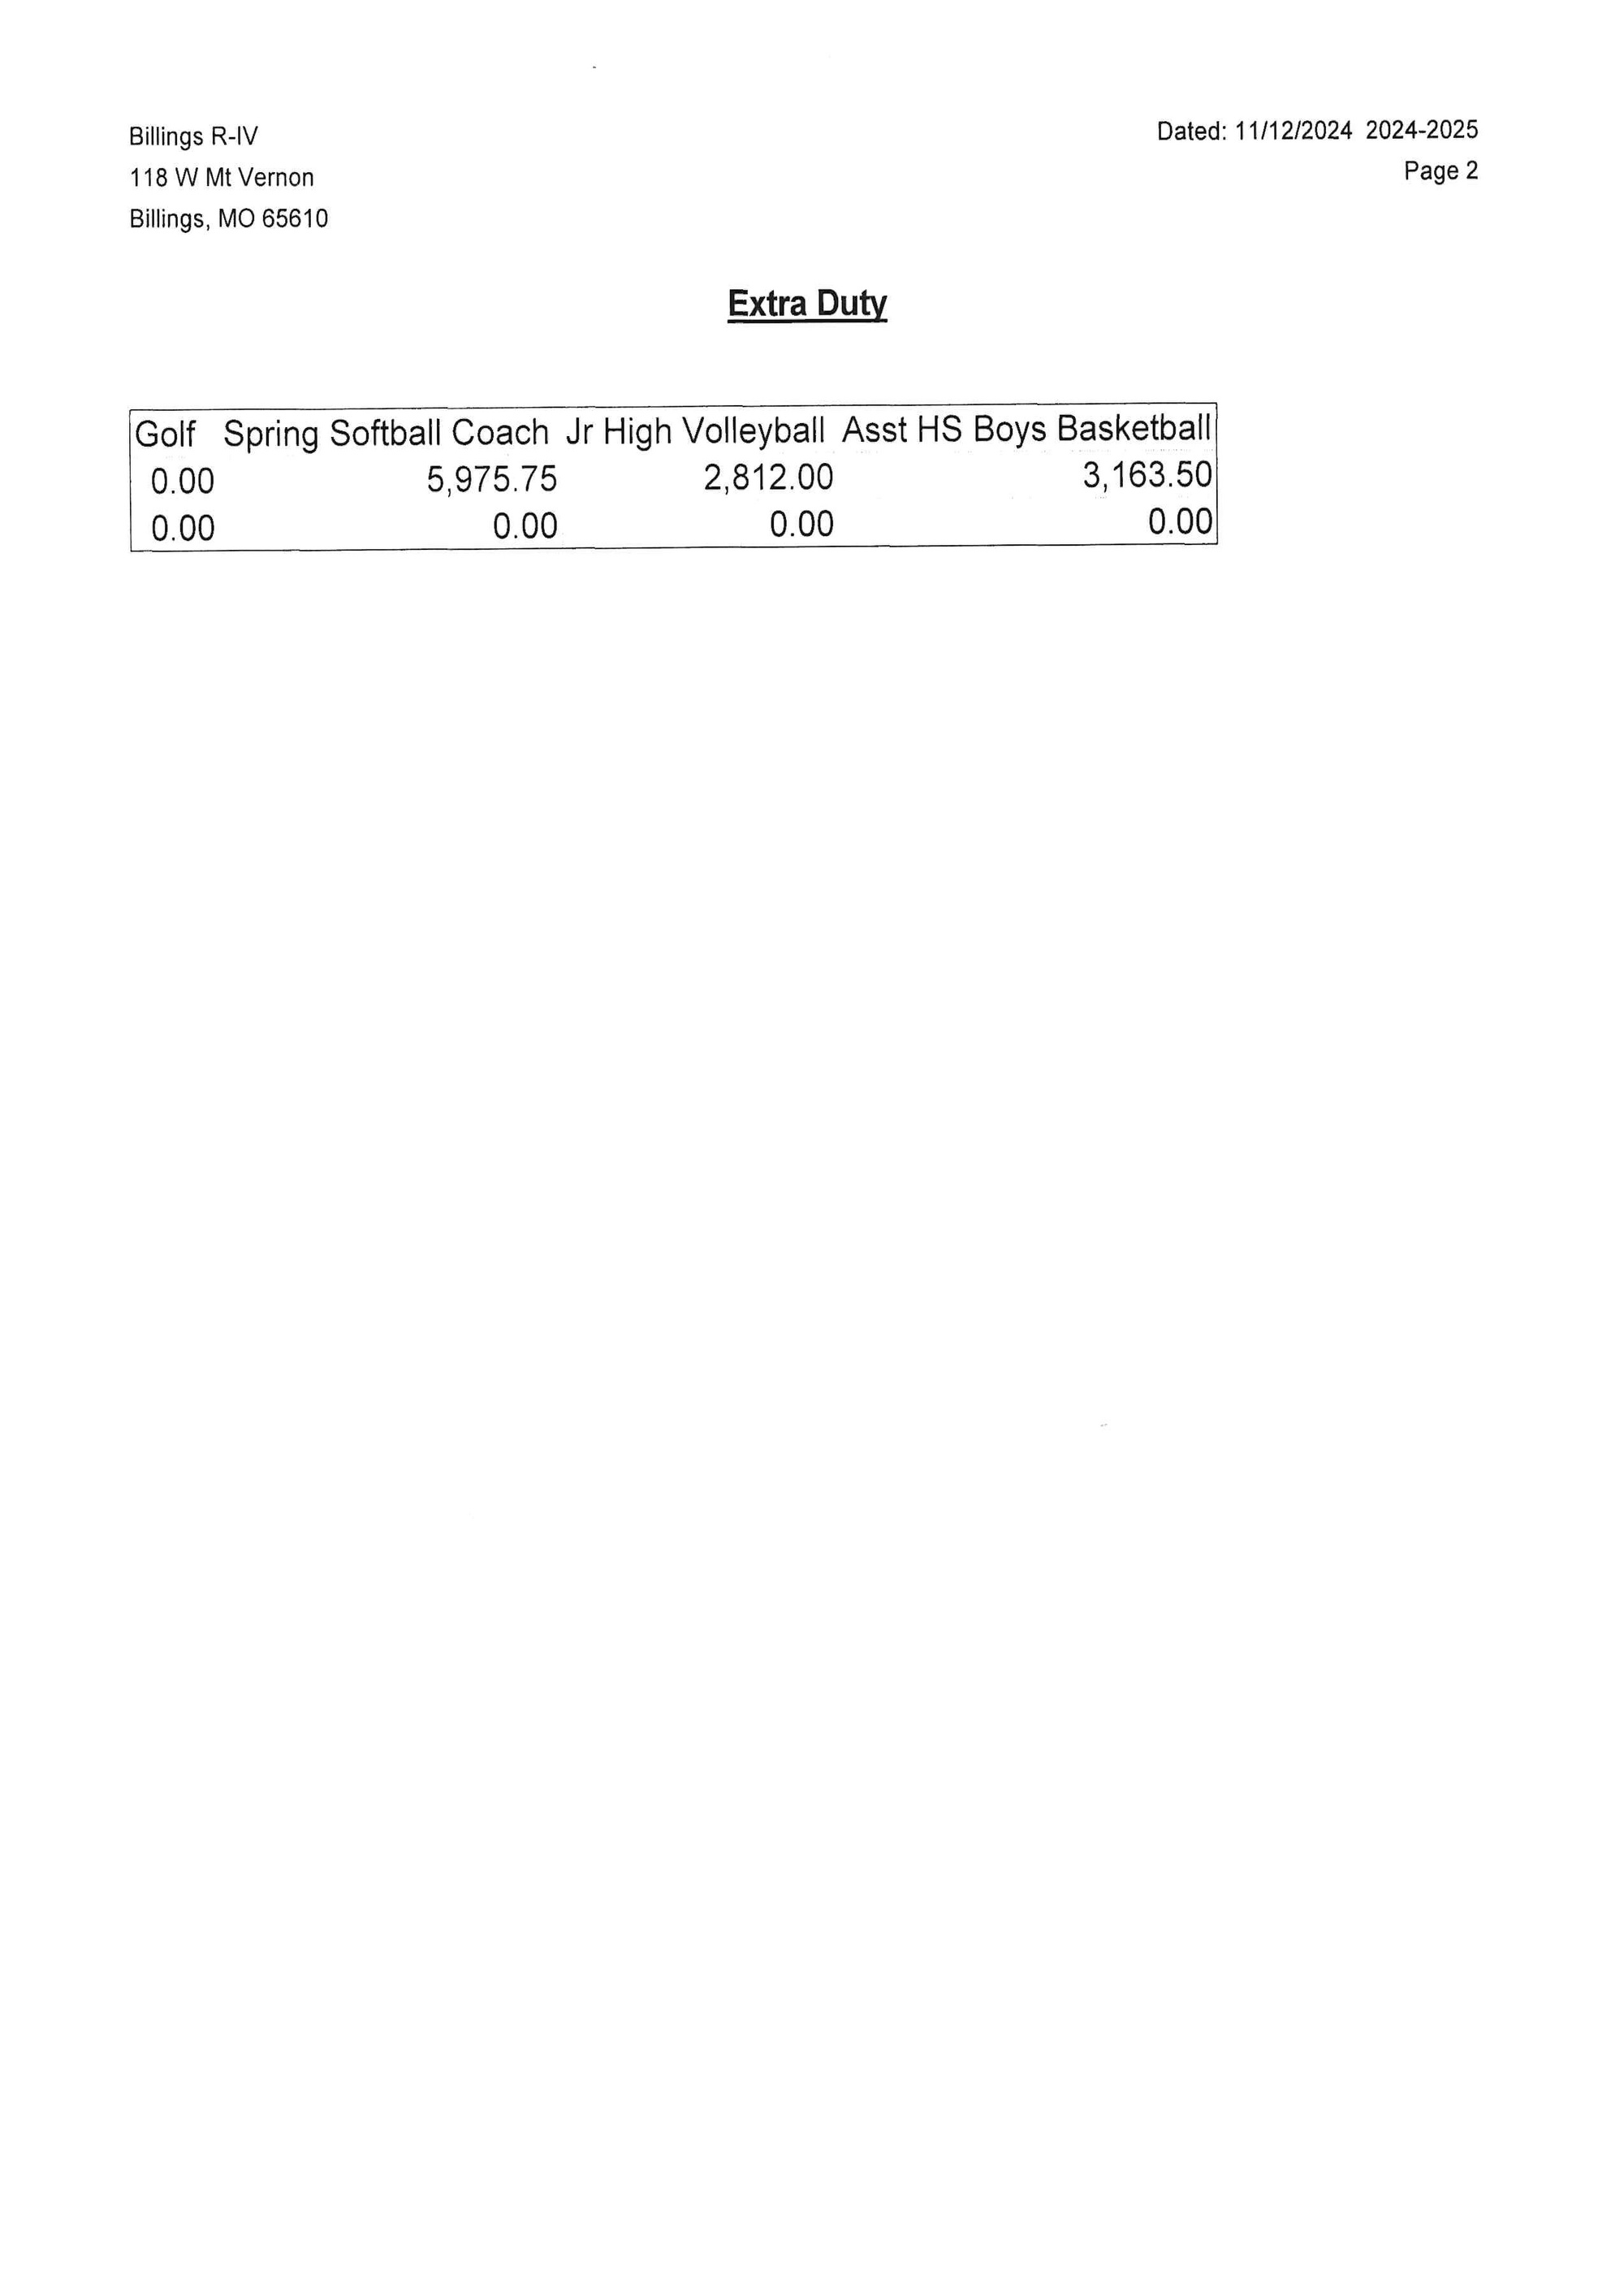 Billings R-IV
118 W Mt Vernon
Billings, MO 65610
Dated: 11/12/2024 2024-2025
Page 2
Extra Duty
Golf Spring Softball Coach Jr High Volleyball Asst HS Boys Basketball
0.00 5,975.75 2,812.00 3,163.50
0.00 0.00 0.00 0.00